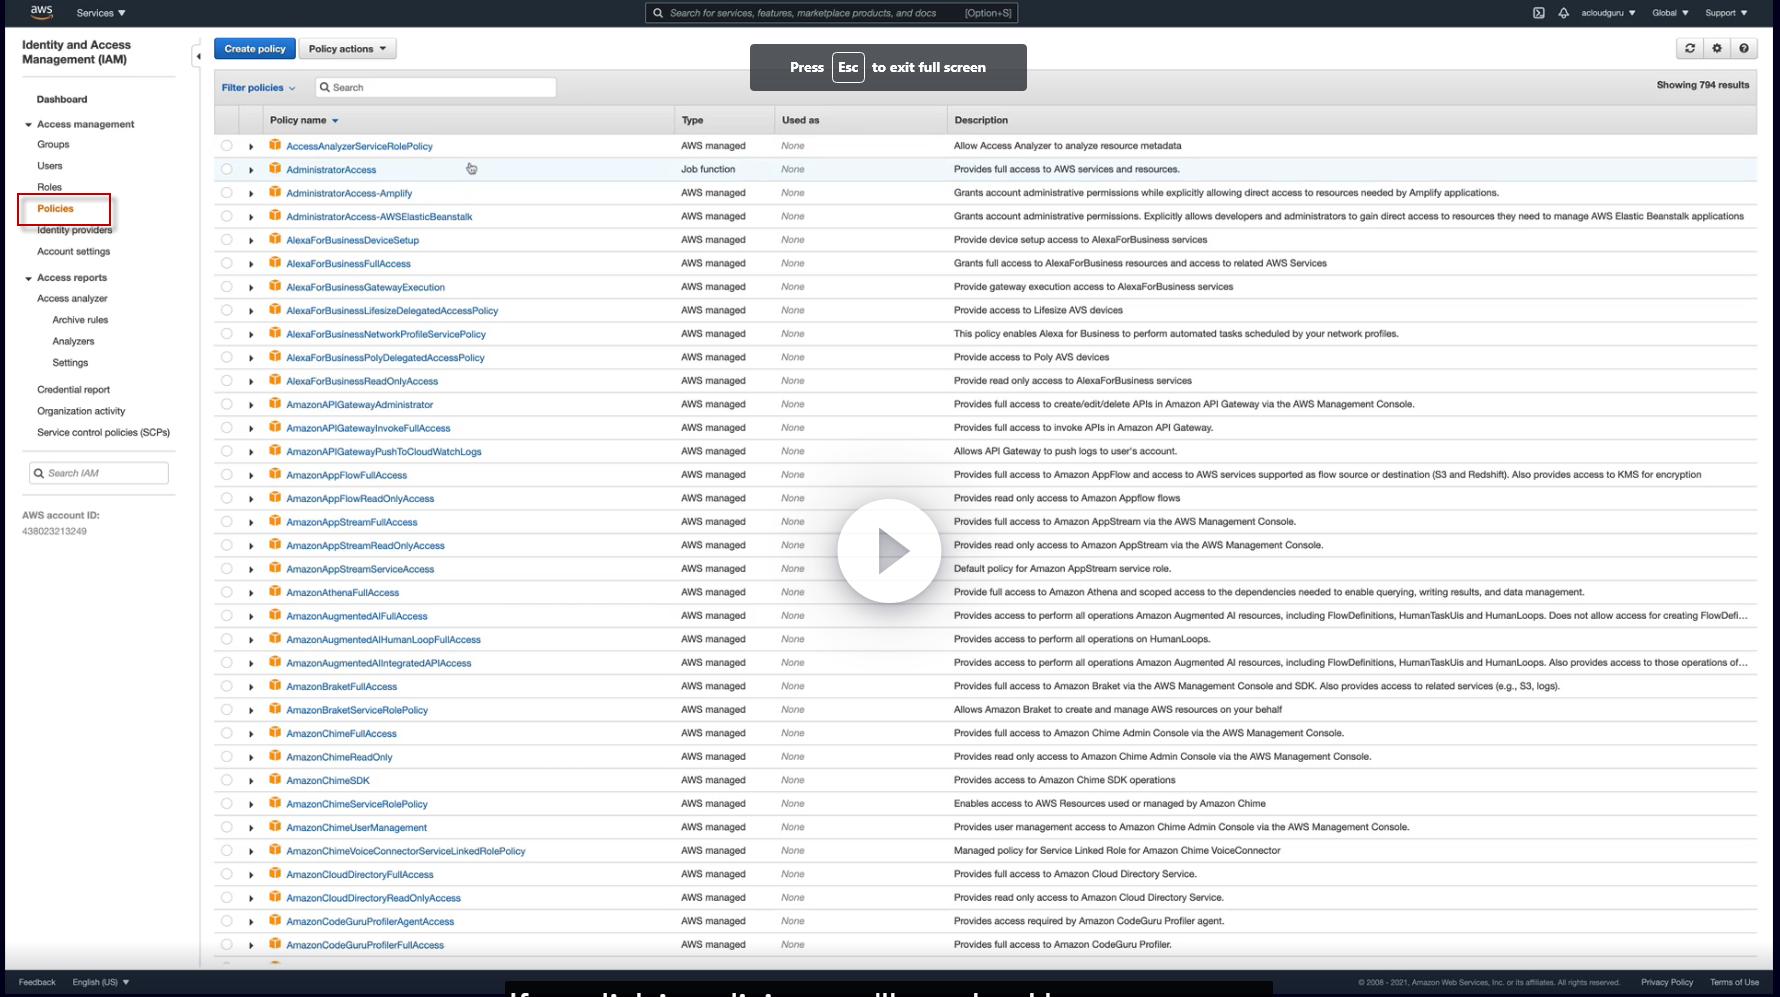 aws
Services
Search for services, features, marketplace products, and docs [Option+S]
acloudguru
Global
Support
Identity and Access Management (IAM)
Dashboard
Access management
Groups
Users
Roles
Policies
Identity providers
Account settings
Access reports
Access analyzer
Archive rules
Analyzers
Settings
Credential report
Organization activity
Service control policies (SCPs)
Search IAM
AWS account ID:
438023213249
Create policy
Policy actions
Press Esc to exit full screen
Filter policies
Search
Showing 794 results
Policy name Type Used as Description
AccessAnalyzerServiceRolePolicy AWS managed None Allow Access Analyzer to analyze resource metadata
AdministratorAccess Job function None Provides full access to AWS services and resources.
AdministratorAccess-Amplify AWS managed None Grants account administrative permissions while explicitly allowing direct access to resources needed by Amplify applications.
AdministratorAccess-AWSElasticBeanstalk AWS managed None Grants account administrative permissions. Explicitly allows developers and administrators to gain direct access to resources they need to manage AWS Elastic Beanstalk applications
AlexaForBusinessDeviceSetup AWS managed None Provide device setup access to AlexaForBusiness services
AlexaForBusinessFullAccess AWS managed None Grants full access to AlexaForBusiness resources and access to related AWS Services
AlexaForBusinessGatewayExecution AWS managed None Provide gateway execution access to AlexaForBusiness services
AlexaForBusinessLifesizeDelegatedAccessPolicy AWS managed None Provide access to Lifesize AVS devices
AlexaForBusinessNetworkProfileServicePolicy AWS managed None This policy enables Alexa for Business to perform automated tasks scheduled by your network profiles.
AlexaForBusinessPolyDelegatedAccessPolicy AWS managed None Provide access to Poly AVS devices
AlexaForBusinessReadOnlyAccess AWS managed None Provide read only access to AlexaForBusiness services
AmazonAPIGatewayAdministrator AWS managed None Provides full access to create/edit/delete APIs in Amazon API Gateway via the AWS Management Console.
AmazonAPIGatewayInvokeFullAccess AWS managed None Provides full access to invoke APIs in Amazon API Gateway.
AmazonAPIGatewayPushToCloudWatchLogs AWS managed None Allows API Gateway to push logs to user's account.
AmazonAppFlowFullAccess AWS managed None Provides full access to Amazon AppFlow and access to AWS services supported as flow source or destination (S3 and Redshift). Also provides access to KMS for encryption
AmazonAppFlowReadOnlyAccess AWS managed None Provides read only access to Amazon Appflow flows
AmazonAppStreamFullAccess AWS managed None Provides full access to Amazon AppStream via the AWS Management Console.
AmazonAppStreamReadOnlyAccess AWS managed None Provides read only access to Amazon AppStream via the AWS Management Console.
AmazonAppStreamServiceAccess AWS managed None Default policy for Amazon AppStream service role.
AmazonAthenaFullAccess AWS managed None Provide full access to Amazon Athena and scoped access to the dependencies needed to enable querying, writing results, and data management.
AmazonAugmentedAIFullAccess AWS managed None Provides access to perform all operations Amazon Augmented AI resources, including FlowDefinitions, HumanTaskUis and HumanLoops. Does not allow access for creating FlowDefi...
AmazonAugmentedAIHumanLoopFullAccess AWS managed None Provides access to perform all operations on HumanLoops.
AmazonAugmentedAIIntegratedAPIAccess AWS managed None Provides access to perform all operations Amazon Augmented AI resources, including FlowDefinitions, HumanTaskUis and HumanLoops. Also provides access to those operations of...
AmazonBraketFullAccess AWS managed None Provides full access to Amazon Braket via the AWS Management Console and SDK. Also provides access to related services (e.g., S3, logs).
AmazonBraketServiceRolePolicy AWS managed None Allows Amazon Braket to create and manage AWS resources on your behalf
AmazonChimeFullAccess AWS managed None Provides full access to Amazon Chime Admin Console via the AWS Management Console.
AmazonChimeReadOnly AWS managed None Provides read only access to Amazon Chime Admin Console via the AWS Management Console.
AmazonChimeSDK AWS managed None Provides access to Amazon Chime SDK operations
AmazonChimeServiceRolePolicy AWS managed None Enables access to AWS Resources used or managed by Amazon Chime
AmazonChimeUserManagement AWS managed None Provides user management access to Amazon Chime Admin Console via the AWS Management Console.
AmazonChimeVoiceConnectorServiceLinkedRolePolicy AWS managed None Managed policy for Service Linked Role for Amazon Chime VoiceConnector
AmazonCloudDirectoryFullAccess AWS managed None Provides full access to Amazon Cloud Directory Service.
AmazonCloudDirectoryReadOnlyAccess AWS managed None Provides read only access to Amazon Cloud Directory Service.
AmazonCodeGuruProfilerAgentAccess AWS managed None Provides access required by Amazon CodeGuru Profiler agent.
AmazonCodeGuruProfilerFullAccess AWS managed None Provides full access to Amazon CodeGuru Profiler.
Feedback
English (US)
© 2008 - 2021, Amazon Web Services, Inc. or its affiliates. All rights reserved.
Privacy Policy
Terms of Use